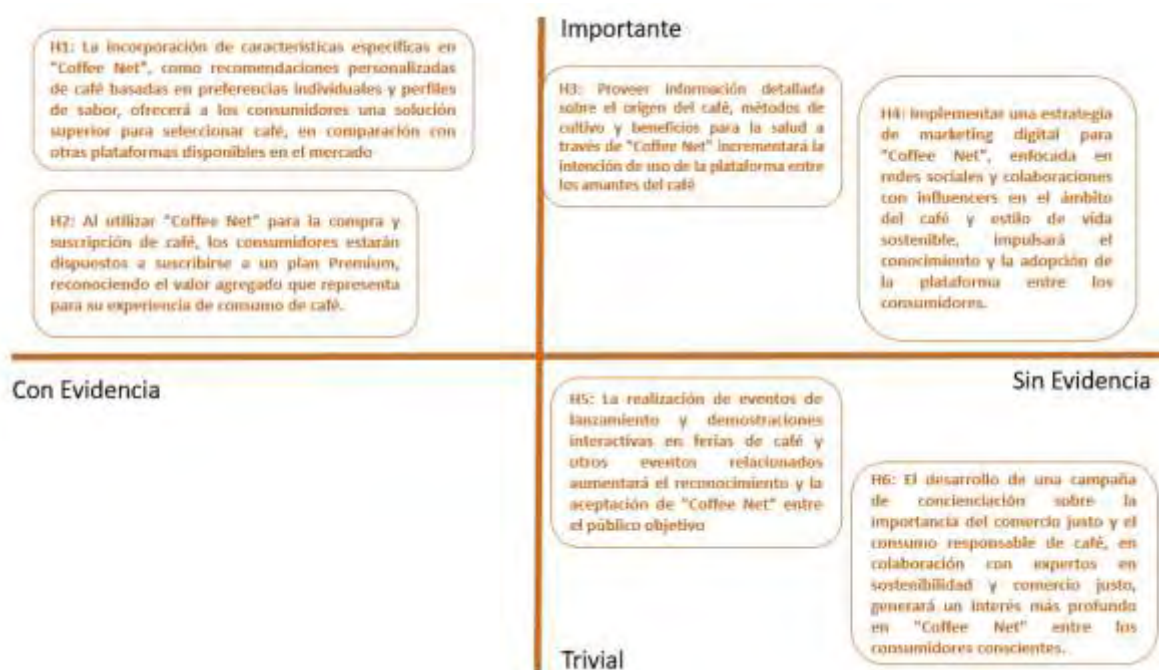 Importante
H1: La incorporación de características específicas en
"Coffee Net", como recomendaciones personalizadas
de café basadas en preferencias individuales y perfiles
de sabor, ofrecerá a los consumidores una solución
superior para seleccionar café, en comparación con
otras plataformas disponibles en el mercado
H2: Al utilizar "Coffee Net" para la compra y
suscripción de café, los consumidores estarán
dispuestos a suscribirse a un plan Premium,
reconociendo el valor agregado que representa
para su experiencia de consumo de café.
H3: Proveer información detallada
sobre el origen del café, métodos de
cultivo y beneficios para la salud a
través de "Coffee Net" incrementará la
intención de uso de la plataforma entre
los amantes del café
H4: Implementar una estrategia
de marketing digital para
"Coffee Net", enfocada en
redes sociales y colaboraciones
con influencers en el ámbito
del café y estilo de vida
sostenible, impulsará el
conocimiento y la adopción de
la plataforma entre los
consumidores.
Con Evidencia
Sin Evidencia
H5: La realización de eventos de
lanzamiento y demostraciones
interactivas en ferias de café y
otros eventos relacionados
aumentará el reconocimiento y la
aceptación de "Coffee Net" entre
el público objetivo
H6: El desarrollo de una campaña
de concienciación sobre la
importancia del comercio justo y el
consumo responsable de café, en
colaboración con expertos en
sostenibilidad y comercio justo,
generará un interés más profundo
en "Coffee Net" entre los
consumidores conscientes.
Trivial